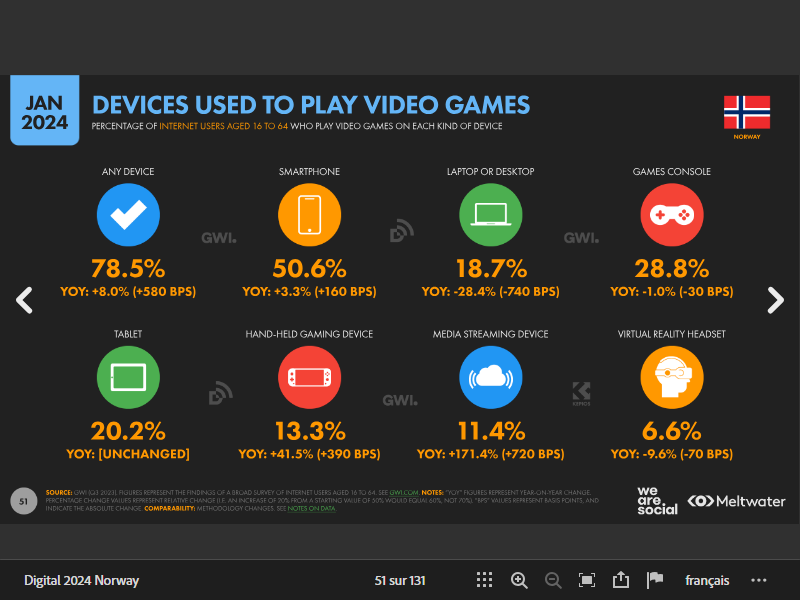 JAN
2024
DEVICES USED TO PLAY VIDEO GAMES
PERCENTAGE OF INTERNET USERS AGED 16 TO 64 WHO PLAY VIDEO GAMES ON EACH KIND OF DEVICE
NORWAY
ANY DEVICE
SMARTPHONE
LAPTOP OR DESKTOP
GAMES CONSOLE
GWI.
GWI.
78.5%
50.6%
18.7%
28.8%
YOY: +8.0% (+580 BPS)
YOY: +3.3% (+160 BPS)
YOY: -28.4% (-740 BPS)
YOY: -1.0% (-30 BPS)
TABLET
HAND-HELD GAMING DEVICE
MEDIA STREAMING DEVICE
VIRTUAL REALITY HEADSET
GWI.
KEPIOS
20.2%
13.3%
11.4%
6.6%
YOY: [UNCHANGED]
YOY: +41.5% (+390 BPS)
YOY: +171.4% (+720 BPS)
YOY: -9.6% (-70 BPS)
51
SOURCE: GWI (Q3 2023). FIGURES REPRESENT THE FINDINGS OF A BROAD SURVEY OF INTERNET USERS AGED 16 TO 64. SEE GWI.COM. NOTES: "YOY" FIGURES REPRESENT YEAR-ON-YEAR CHANGE.
PERCENTAGE CHANGE VALUES REPRESENT RELATIVE CHANGE (I.E. AN INCREASE OF 20% FROM A STARTING VALUE OF 50% WOULD EQUAL 60%, NOT 70%). "BPS" VALUES REPRESENT BASIS POINTS, AND
INDICATE THE ABSOLUTE CHANGE. COMPARABILITY: METHODOLOGY CHANGES. SEE NOTES ON DATA.
we
are.
social
Meltwater
Digital 2024 Norway
51 sur 131
français